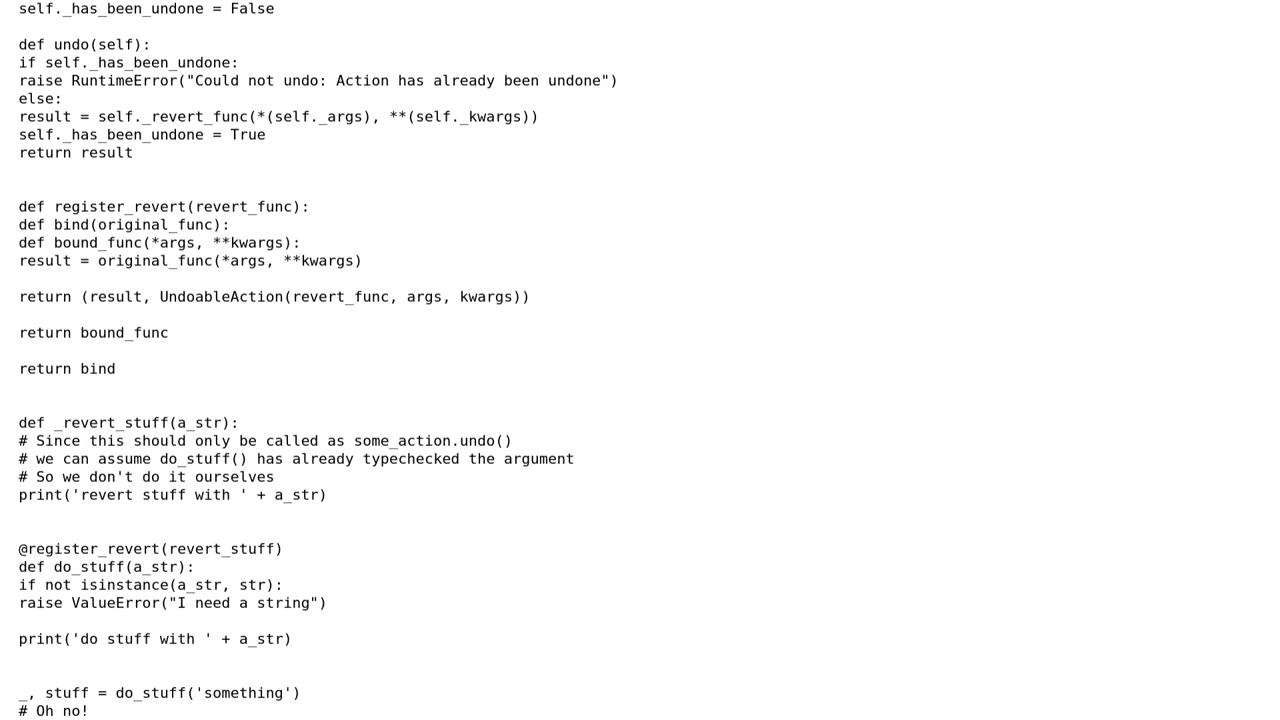 self._has_been_undone = False
def undo(self):
if self._has_been_undone:
raise RuntimeError("Could not undo: Action has already been undone")
else:
result = self._revert_func(*(self._args), **(self._kwargs))
self._has_been_undone = True
return result
def register_revert(revert_func):
def bind(original_func):
def bound_func(*args, **kwargs):
result = original_func(*args, **kwargs)
return (result, UndoableAction(revert_func, args, kwargs))
return bound_func
return bind
def _revert_stuff(a_str):
# Since this should only be called as some_action.undo()
# we can assume do_stuff() has already typechecked the argument
# So we don't do it ourselves
print('revert stuff with ' + a_str)
@register_revert(revert_stuff)
def do_stuff(a_str):
if not isinstance(a_str, str):
raise ValueError("I need a string")
print('do stuff with ' + a_str)
_, stuff = do_stuff('something')
# Oh no!